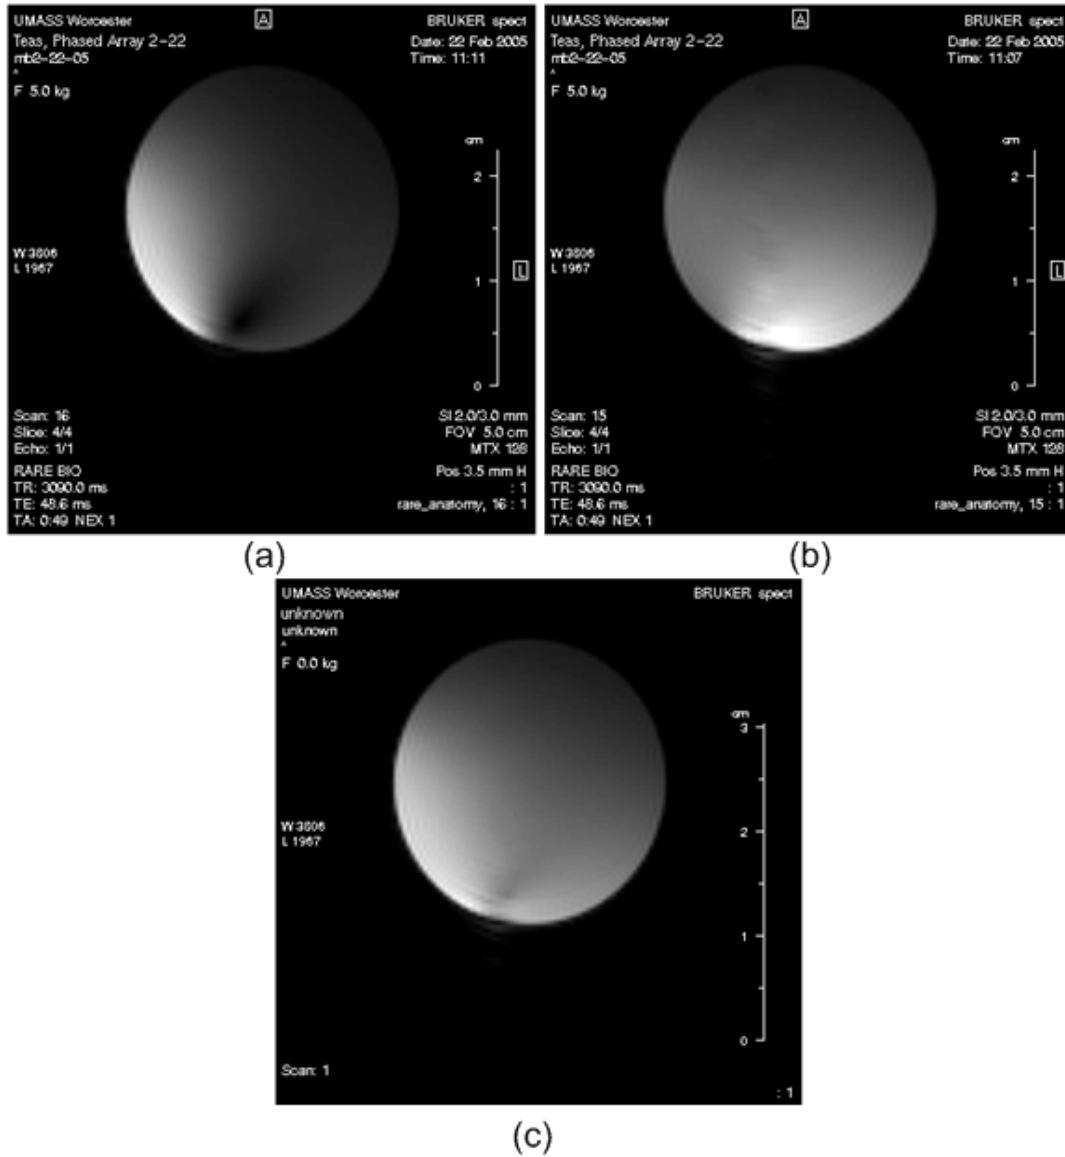 UMASS Worcester
A
BRUKER spect
Teas, Phased Array 2-22
Date: 22 Feb 2005
mb2-22-05
Time: 11:11
^
F 5.0 kg
cm
2
W 3806
L 1967
L
1
0
Scan: 16
SI 2.0/3.0 mm
Slice: 4/4
FOV 5.0 cm
Echo: 1/1
MTX 128
RARE BIO
Pos 3.5 mm H
TR: 3090.0 ms
: 1
TE: 48.6 ms
rare_anatomy, 16 : 1
TA: 0:49 NEX 1
(a)
UMASS Worcester
A
BRUKER spect
Teas, Phased Array 2-22
Date: 22 Feb 2005
mb2-22-05
Time: 11:07
^
F 5.0 kg
cm
2
W 3806
L 1967
L
1
0
Scan: 15
SI 2.0/3.0 mm
Slice: 4/4
FOV 5.0 cm
Echo: 1/1
MTX 128
RARE BIO
Pos 3.5 mm H
TR: 3090.0 ms
: 1
TE: 48.6 ms
rare_anatomy, 15 : 1
TA: 0:49 NEX 1
(b)
UMASS Worcester
BRUKER spect
unknown
unknown
^
F 0.0 kg
cm
3
W 3806
L 1967
2
1
0
Scan: 1
: 1
(c)